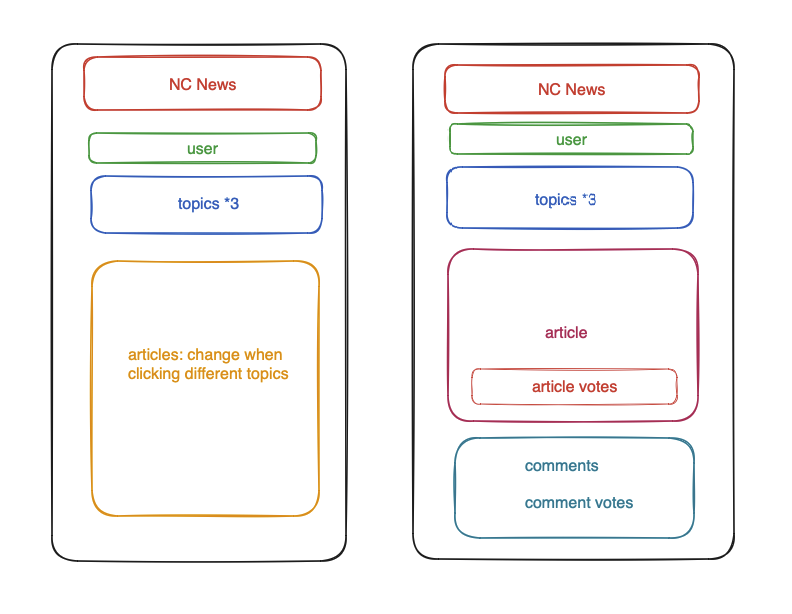 NC News
user
topics *3
articles: change when
clicking different topics
NC News
user
topics *3
article
article votes
comments
comment votes